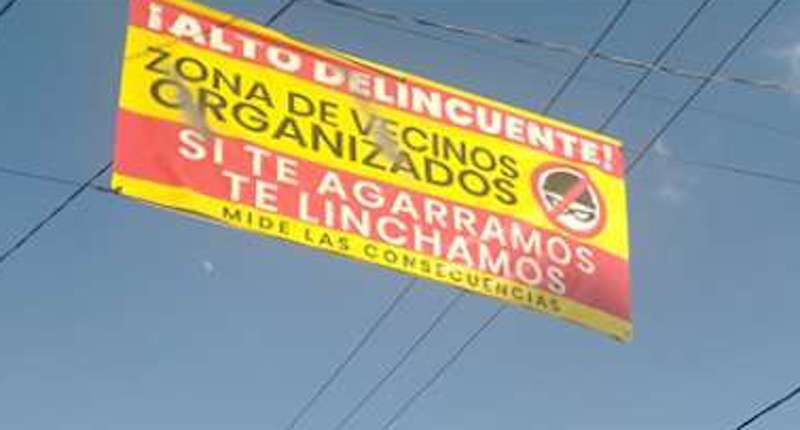 ¡ALTO DELINCUENTE!
ZONA DE VECINOS
ORGANIZADOS
SI TE AGARRAMOS
TE LINCHAMOS
MIDE LAS CONSECUENCIAS